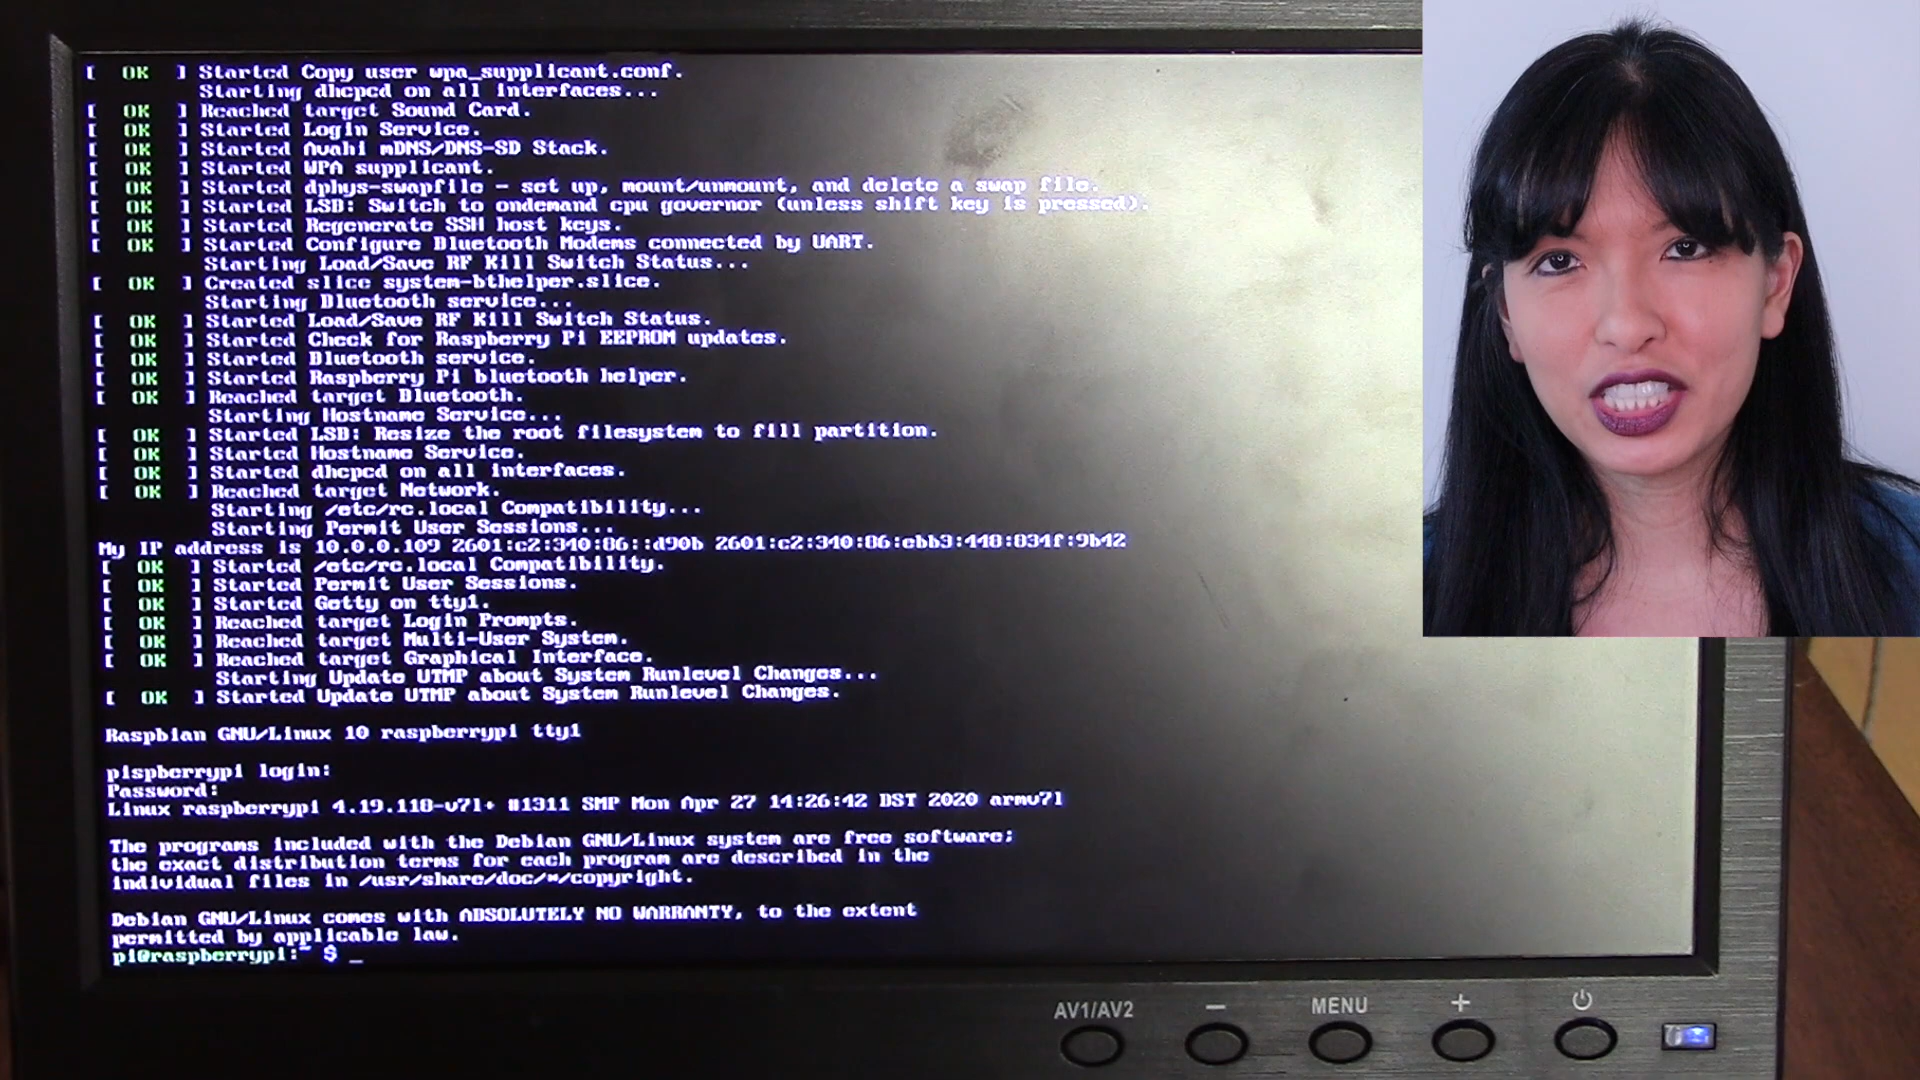 [ OK ] Started Copy user wpa_supplicant.conf.
Starting dhcpcd on all interfaces...
[ OK ] Reached target Sound Card.
[ OK ] Started Login Service.
[ OK ] Started Avahi mDNS/DNS-SD Stack.
[ OK ] Started WPA supplicant.
[ OK ] Started dphys-swapfile - set up, mount/unmount, and delete a swap file.
[ OK ] Started LSB: Switch to ondemand cpu governor (unless shift key is pressed).
[ OK ] Started Regenerate SSH host keys.
[ OK ] Started Configure Bluetooth Modems connected by UART.
Starting Load/Save RF Kill Switch Status...
[ OK ] Created slice system-bthelper.slice.
Starting Bluetooth service...
[ OK ] Started Load/Save RF Kill Switch Status.
[ OK ] Started Check for Raspberry Pi EEPROM updates.
[ OK ] Started Bluetooth service.
[ OK ] Started Raspberry Pi bluetooth helper.
[ OK ] Reached target Bluetooth.
Starting Hostname Service...
[ OK ] Started LSB: Resize the root filesystem to fill partition.
[ OK ] Started Hostname Service.
[ OK ] Started dhcpcd on all interfaces.
[ OK ] Reached target Network.
Starting /etc/rc.local Compatibility...
Starting Permit User Sessions...
My IP address is 10.0.0.109 2601:c2:340:86::d90b
[ OK ] Started /etc/rc.local Compatibility.
[ OK ] Started Permit User Sessions.
[ OK ] Started Getty on tty1.
[ OK ] Reached target Login Prompts.
[ OK ] Reached target Multi-User System.
[ OK ] Reached target Graphical Interface.
Starting Update UTMP about System Runlevel Changes...
[ OK ] Started Update UTMP about System Runlevel Changes.
Raspbian GNU/Linux 10 raspberrypi tty1
pispberrypi login:
Password:
Linux raspberrypi 4.19.118-v7l+ #1311 SMP Mon Apr 27 14:26:42 BST 2020 armv7l
The programs included with the Debian GNU/Linux system are free software;
the exact distribution terms for each program are described in the
individual files in /usr/share/doc/*/copyright.
Debian GNU/Linux comes with ABSOLUTELY NO WARRANTY, to the extent
permitted by applicable law.
pi@raspberrypi:~ $ _
AV1/AV2 - MENU +